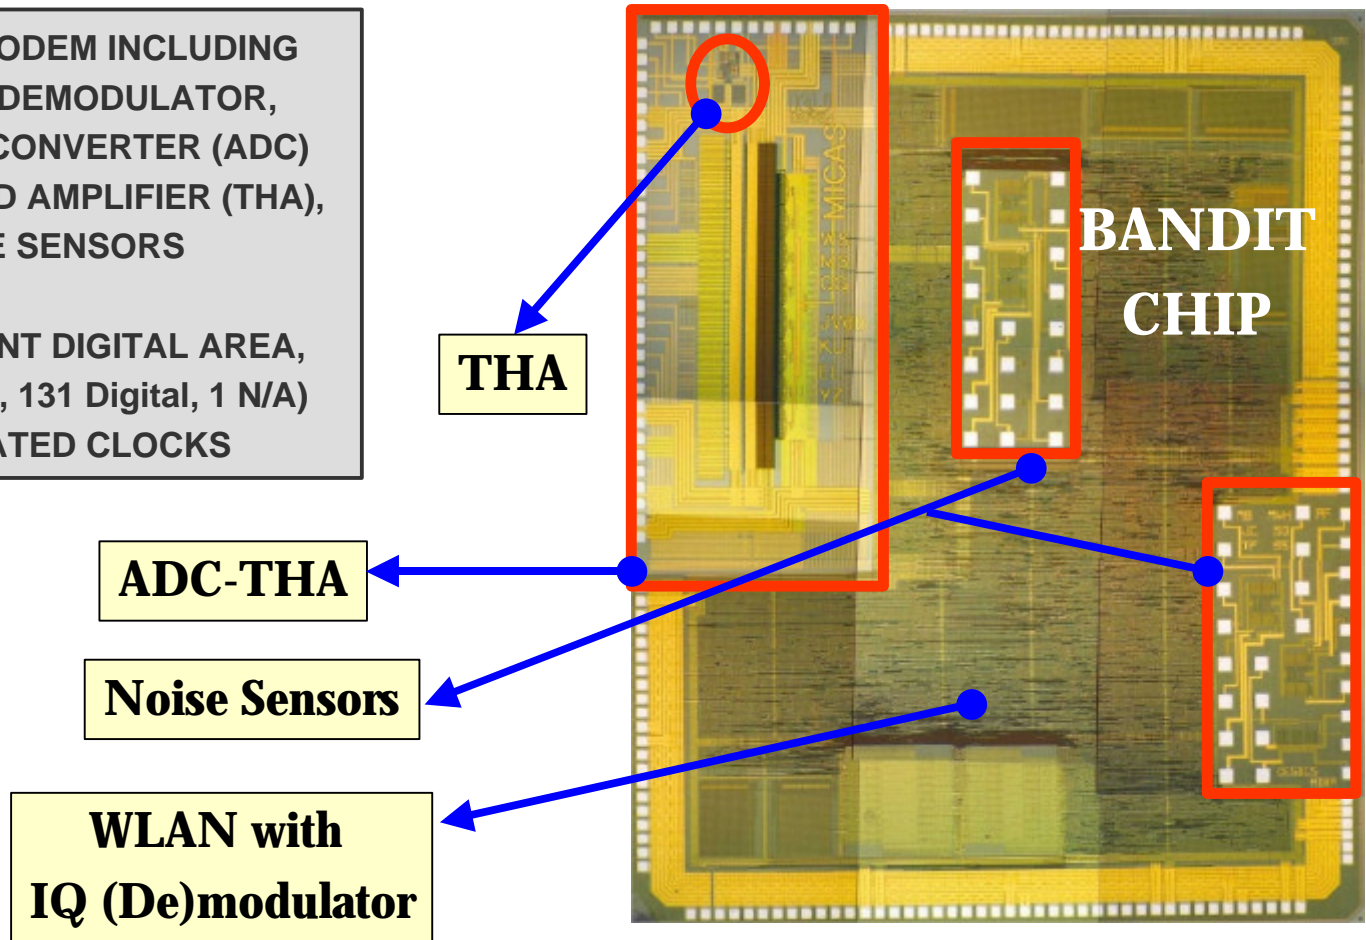 ODEM INCLUDING
DEMODULATOR,
CONVERTER (ADC)
D AMPLIFIER (THA),
E SENSORS
NT DIGITAL AREA,
, 131 Digital, 1 N/A)
ATED CLOCKS
THA
ADC-THA
Noise Sensors
WLAN with
IQ (De)modulator
BANDIT
CHIP
MICAS